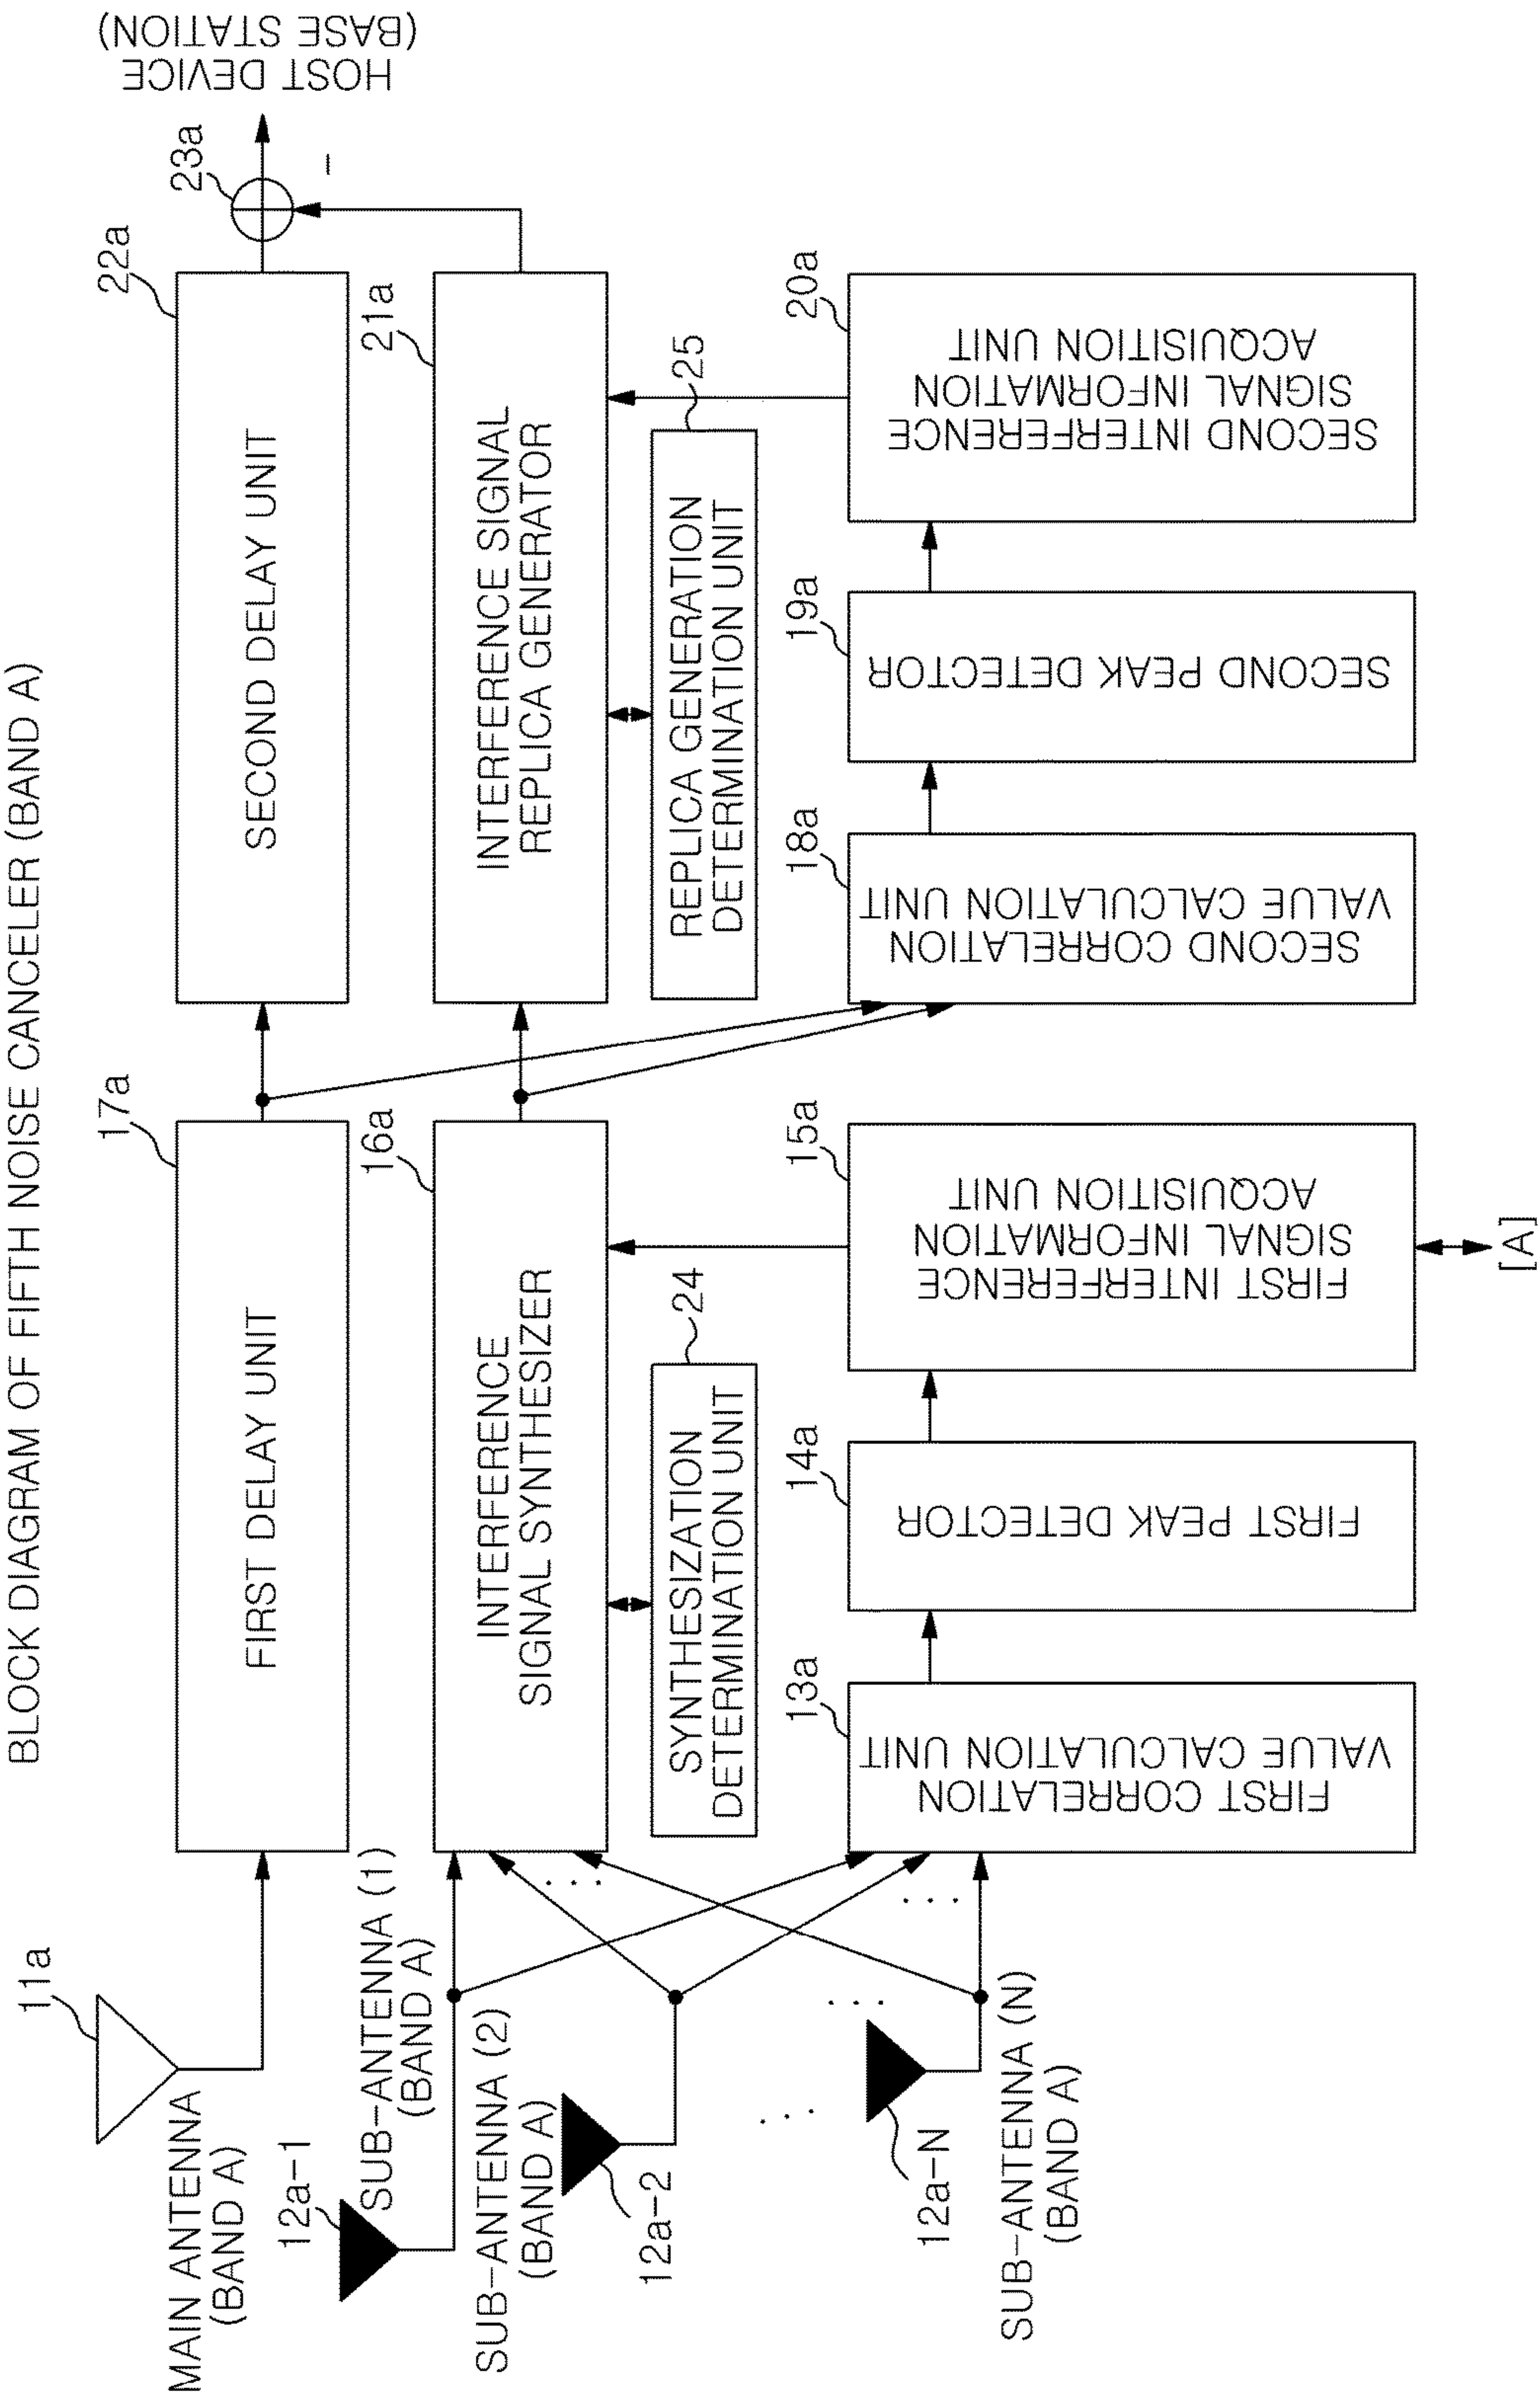 BLOCK DIAGRAM OF FIFTH NOISE CANCELER (BAND A)
11a
MAIN ANTENNA
(BAND A)
17a
FIRST DELAY UNIT
22a
SECOND DELAY UNIT
23a
−
HOST DEVICE
(BASE STATION)
12a-1
SUB-ANTENNA (1)
(BAND A)
16a
INTERFERENCE
SIGNAL SYNTHESIZER
21a
INTERFERENCE SIGNAL
REPLICA GENERATOR
SUB-ANTENNA (2)
(BAND A)
12a-2
24
SYNTHESIZATION
DETERMINATION UNIT
25
REPLICA GENERATION
DETERMINATION UNIT
. . .
. . .
. . .
. . .
12a-N
SUB-ANTENNA (N)
(BAND A)
13a
FIRST CORRELATION
VALUE CALCULATION UNIT
14a
FIRST PEAK DETECTOR
15a
FIRST INTERFERENCE
SIGNAL INFORMATION
ACQUISITION UNIT
[A]
18a
SECOND CORRELATION
VALUE CALCULATION UNIT
19a
SECOND PEAK DETECTOR
20a
SECOND INTERFERENCE
SIGNAL INFORMATION
ACQUISITION UNIT